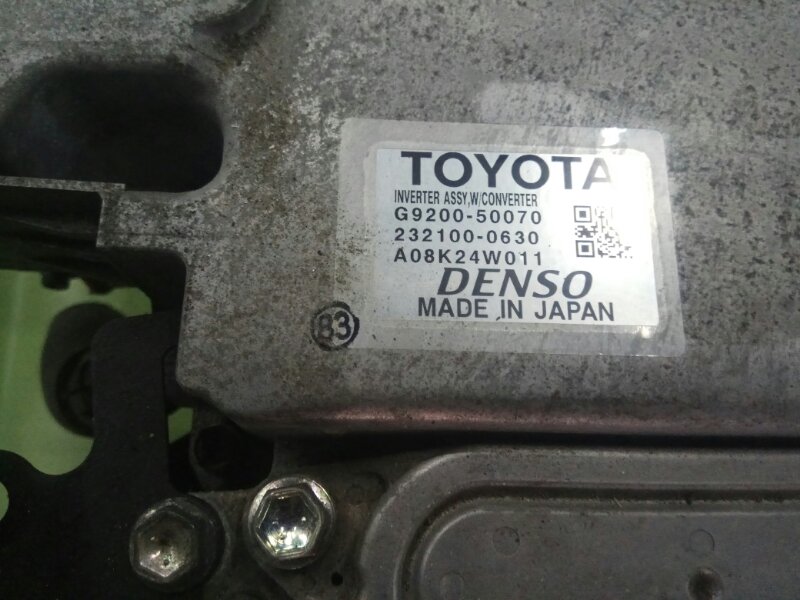 TOYOTA
INVERTER ASSY,W/CONVERTER
G9200-50070
232100-0630
A08K24W011
DENSO
MADE IN JAPAN
83